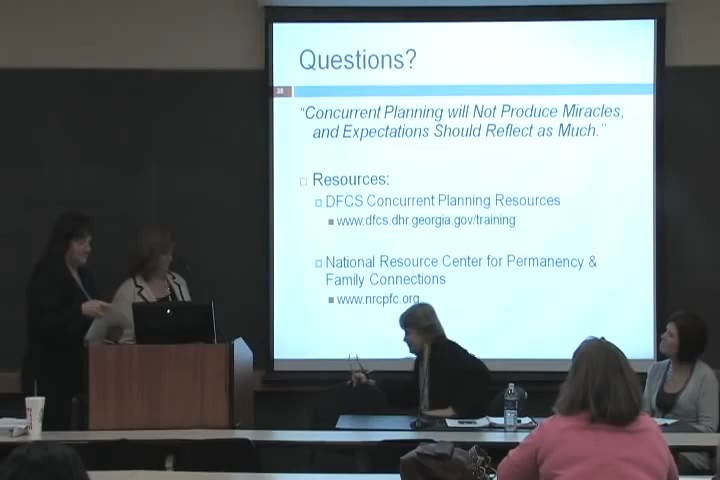 Questions?
38
"Concurrent Planning will Not Produce Miracles,
and Expectations Should Reflect as Much."
Resources:
DFCS Concurrent Planning Resources
www.dfcs.dhr.georgia.gov/training
National Resource Center for Permanency &
Family Connections
www.nrcpfc.org